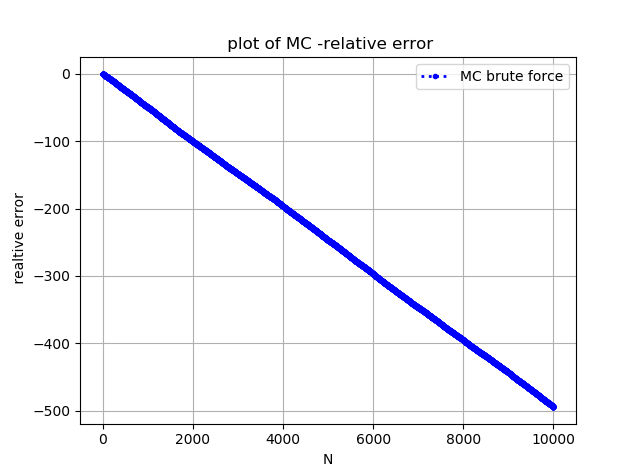 plot of MC -relative error
MC brute force
0
−100
−200
−300
−400
−500
realtive error
0 2000 4000 6000 8000 10000
N